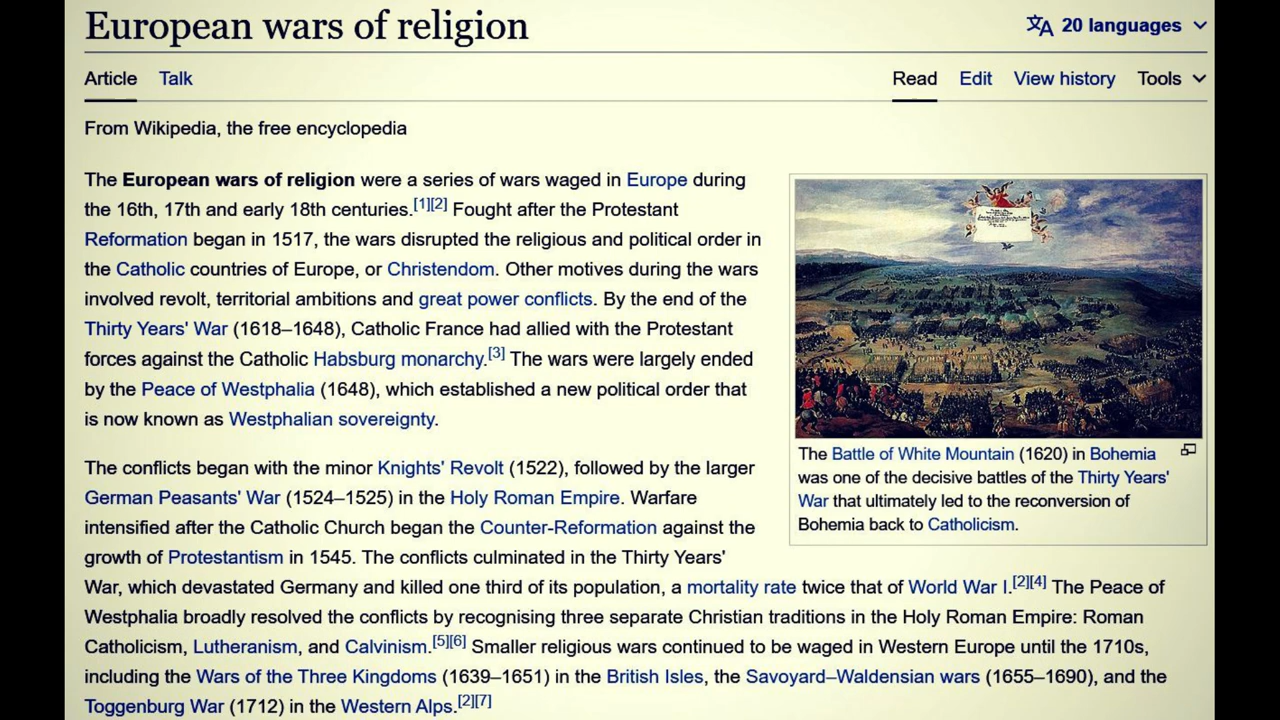 European wars of religion
20 languages
Article Talk
Read Edit View history Tools
From Wikipedia, the free encyclopedia
The European wars of religion were a series of wars waged in Europe during
the 16th, 17th and early 18th centuries.[1][2] Fought after the Protestant
Reformation began in 1517, the wars disrupted the religious and political order in
the Catholic countries of Europe, or Christendom. Other motives during the wars
involved revolt, territorial ambitions and great power conflicts. By the end of the
Thirty Years' War (1618–1648), Catholic France had allied with the Protestant
forces against the Catholic Habsburg monarchy.[3] The wars were largely ended
by the Peace of Westphalia (1648), which established a new political order that
is now known as Westphalian sovereignty.
The Battle of White Mountain (1620) in Bohemia
was one of the decisive battles of the Thirty Years'
War that ultimately led to the reconversion of
Bohemia back to Catholicism.
The conflicts began with the minor Knights' Revolt (1522), followed by the larger
German Peasants' War (1524–1525) in the Holy Roman Empire. Warfare
intensified after the Catholic Church began the Counter-Reformation against the
growth of Protestantism in 1545. The conflicts culminated in the Thirty Years'
War, which devastated Germany and killed one third of its population, a mortality rate twice that of World War I.[2][4] The Peace of
Westphalia broadly resolved the conflicts by recognising three separate Christian traditions in the Holy Roman Empire: Roman
Catholicism, Lutheranism, and Calvinism.[5][6] Smaller religious wars continued to be waged in Western Europe until the 1710s,
including the Wars of the Three Kingdoms (1639–1651) in the British Isles, the Savoyard–Waldensian wars (1655–1690), and the
Toggenburg War (1712) in the Western Alps.[2][7]